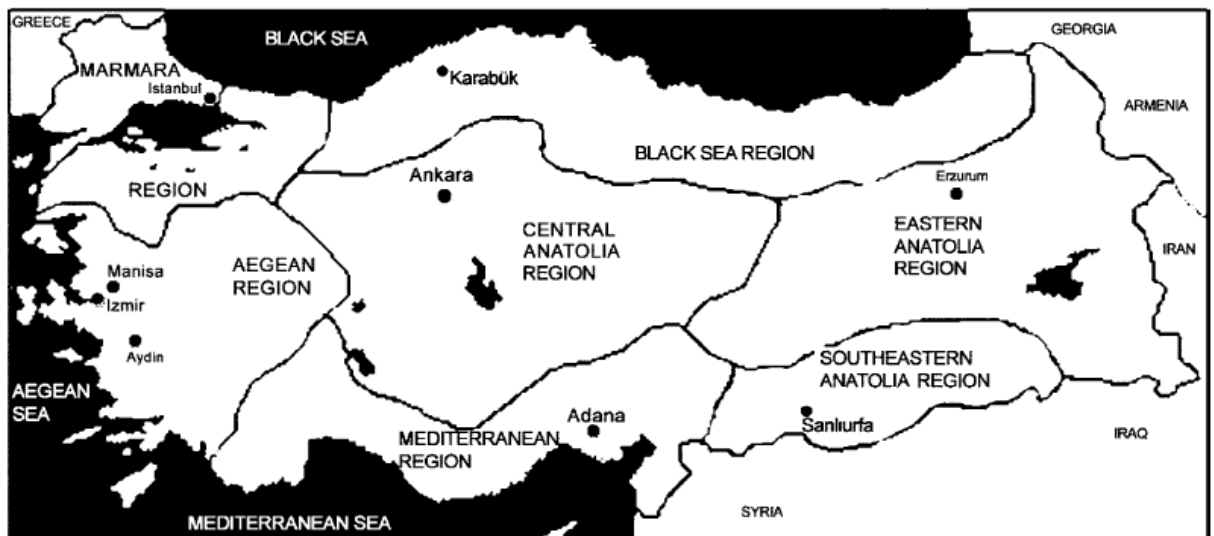 GREECE
BLACK SEA
GEORGIA
MARMARA
Istanbul
Karabük
ARMENIA
BLACK SEA REGION
REGION
Ankara
Erzurum
CENTRAL
ANATOLIA
REGION
EASTERN
ANATOLIA
REGION
IRAN
AEGEAN
REGION
Manisa
Izmir
Aydin
SOUTHEASTERN
ANATOLIA REGION
AEGEAN
SEA
Adana
Sanlıurfa
MEDITERRANEAN
REGION
IRAQ
SYRIA
MEDITERRANEAN SEA